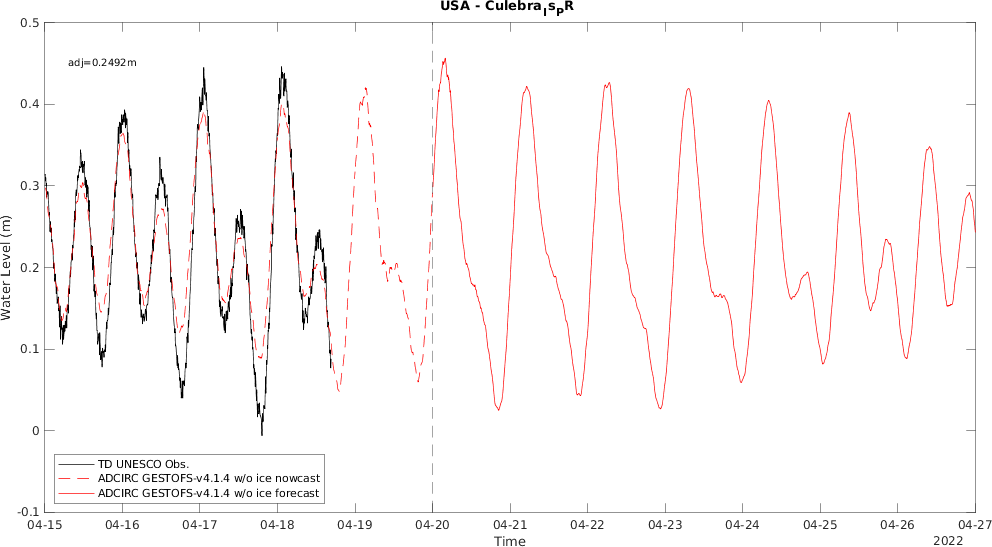 USA - CulebraIsPR
adj=0.2492m
0.5
0.4
0.3
0.2
0.1
0
-0.1
Water Level (m)
TD UNESCO Obs.
ADCIRC GESTOFS-v4.1.4 w/o ice nowcast
ADCIRC GESTOFS-v4.1.4 w/o ice forecast
04-15 04-16 04-17 04-18 04-19 04-20 04-21 04-22 04-23 04-24 04-25 04-26 04-27
Time
2022